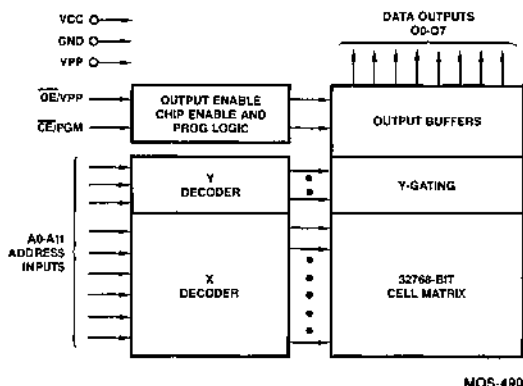 VCC
GND
VPP
DATA OUTPUTS
O0-O7
OE/VPP
CE/PGM
OUTPUT ENABLE
CHIP ENABLE AND
PROG LOGIC
OUTPUT BUFFERS
Y
DECODER
Y-GATING
A0-A11
ADDRESS
INPUTS
X
DECODER
32768-BIT
CELL MATRIX
MOS-490